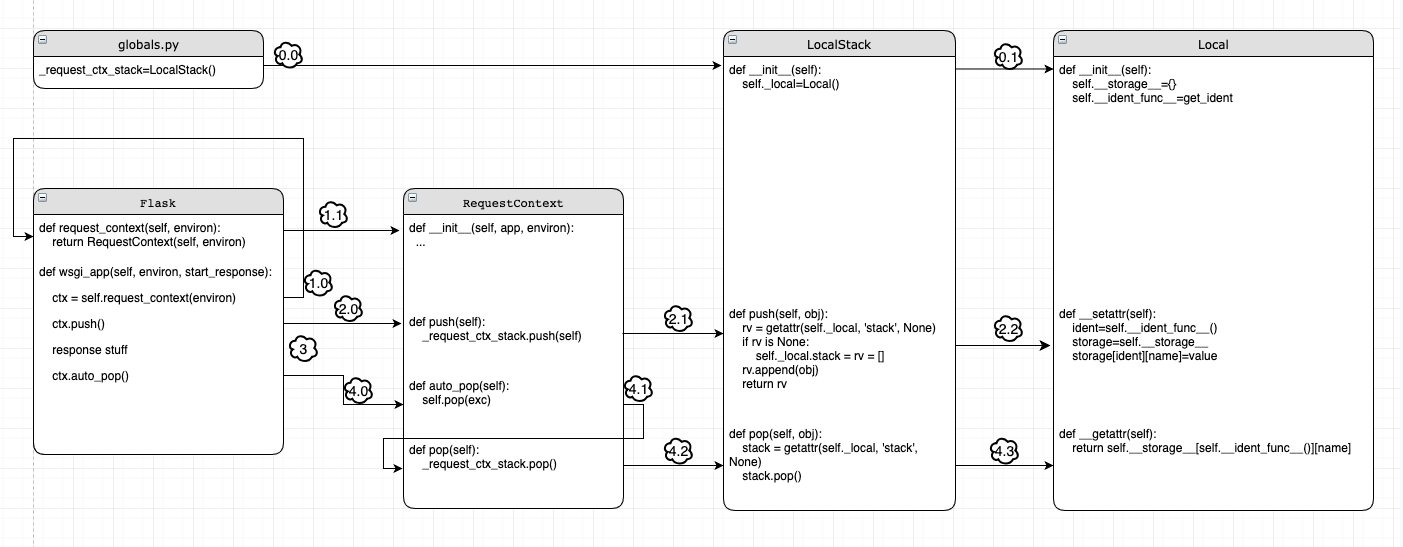 globals.py
_request_ctx_stack=LocalStack()
0.0
LocalStack
def __init__(self):
self._local=Local()
0.1
Local
def __init__(self):
self.__storage__={}
self.__ident_func__=get_ident
Flask
def request_context(self, environ):
return RequestContext(self, environ)
def wsgi_app(self, environ, start_response):
ctx = self.request_context(environ)
ctx.push()
response stuff
ctx.auto_pop()
1.1
1.0
2.0
3
4.0
RequestContext
def __init__(self, app, environ):
...
def push(self):
_request_ctx_stack.push(self)
def auto_pop(self):
self.pop(exc)
def pop(self):
_request_ctx_stack.pop()
2.1
4.1
4.2
def push(self, obj):
rv = getattr(self._local, 'stack', None)
if rv is None:
self._local.stack = rv = []
rv.append(obj)
return rv
def pop(self, obj):
stack = getattr(self._local, 'stack',
None)
stack.pop()
2.2
4.3
def __setattr(self):
ident=self.__ident_func__()
storage=self.__storage__
storage[ident][name]=value
def __getattr(self):
return self.__storage__[self.__ident_func__()][name]